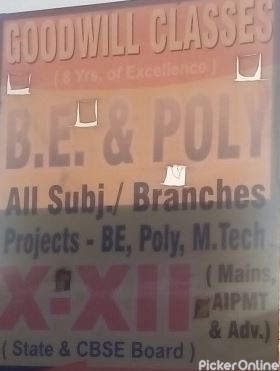 GOODWILL CLASSES
( 8 Yrs. of Excellence )
B.E. & POLY
All Subj./ Branches
Projects - BE, Poly, M.Tech.
X-XII
( Mains,
AIPMT
& Adv.)
( State & CBSE Board )
PickerOnline